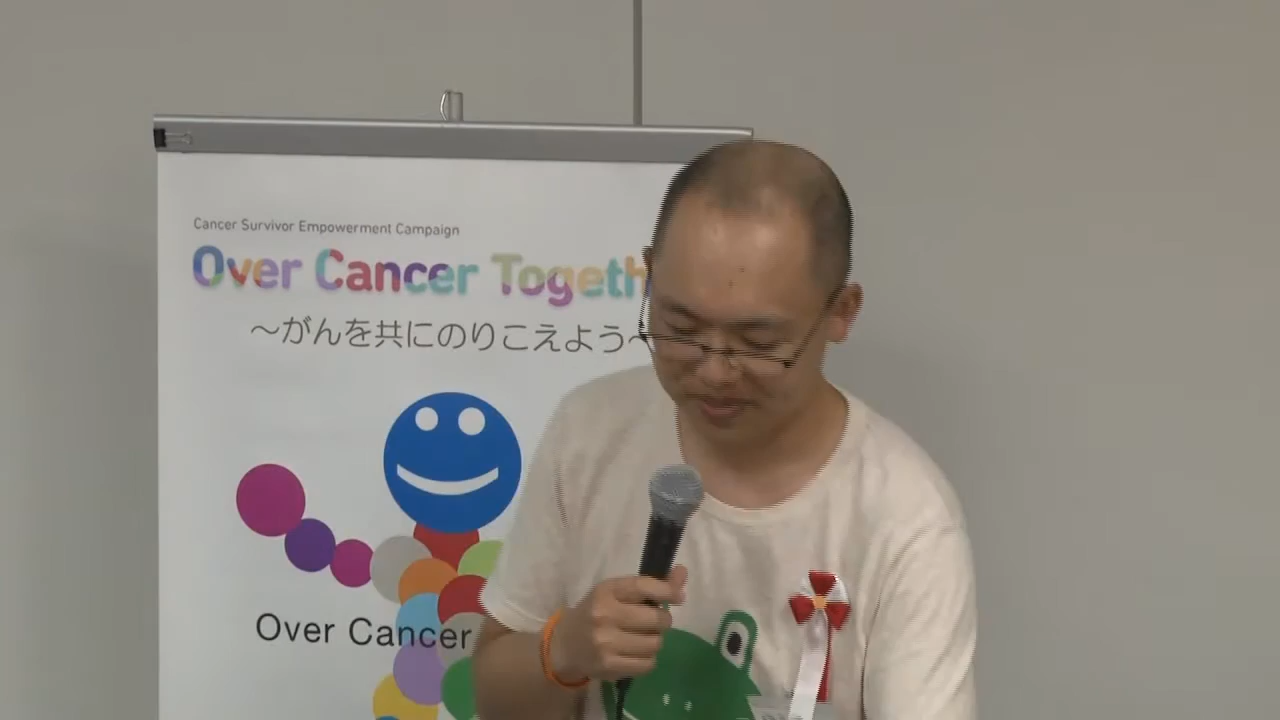 Cancer Survivor Empowerment Campaign
Over Cancer Togeth
～がんを共にのりこえよう～
Over Cancer